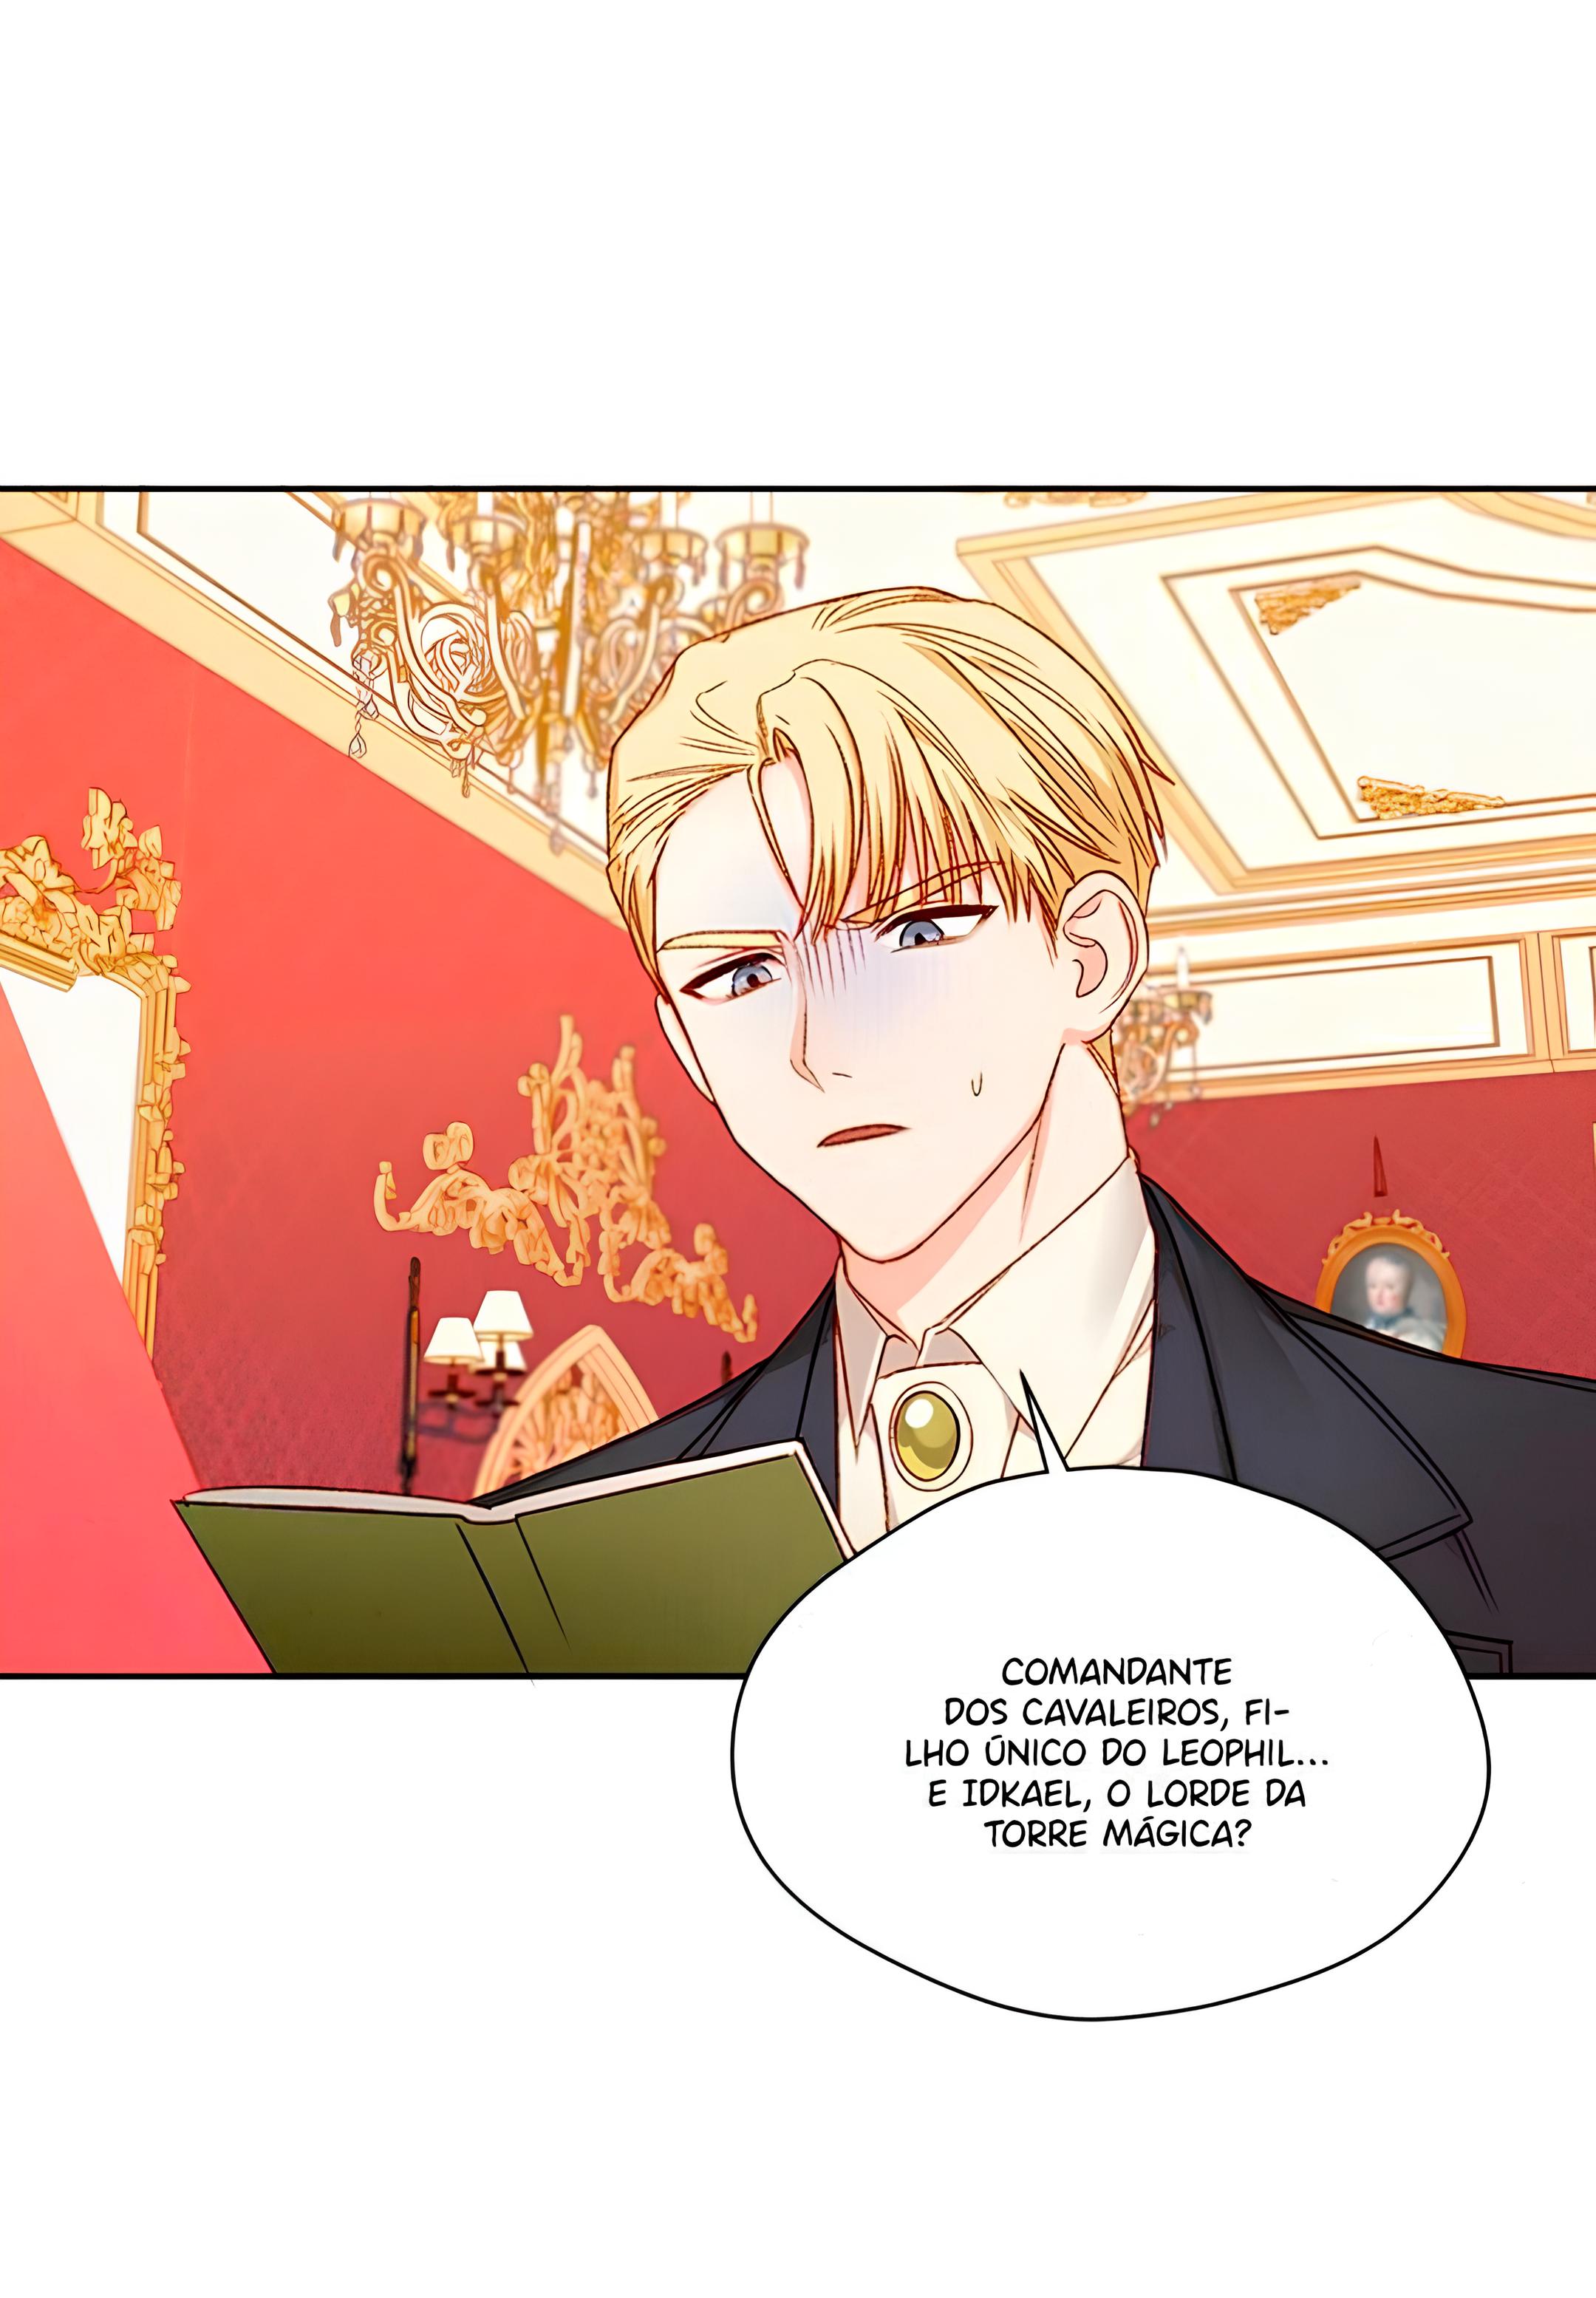 COMANDANTE
DOS CAVALEIROS, FI-
LHO ÚNICO DO LEOPHIL...
E IDKAEL, O LORDE DA
TORRE MÁGICA?